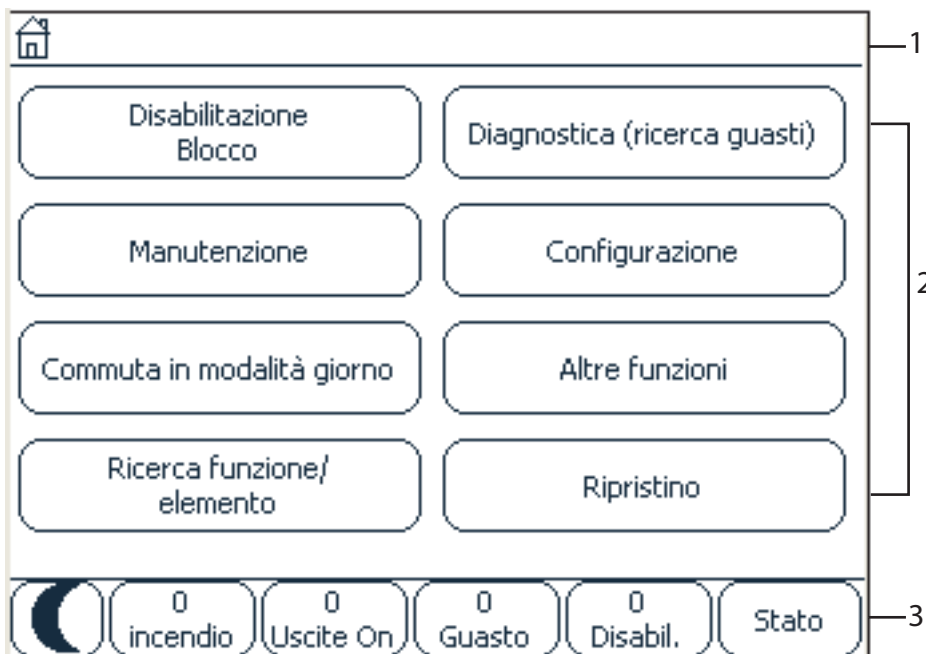 1
Disabilitazione
Blocco
Diagnostica (ricerca guasti)
2
Manutenzione
Configurazione
Commuta in modalità giorno
Altre funzioni
Ricerca funzione/
elemento
Ripristino
0
incendio
0
Uscite On
0
Guasto
0
Disabil.
Stato
3